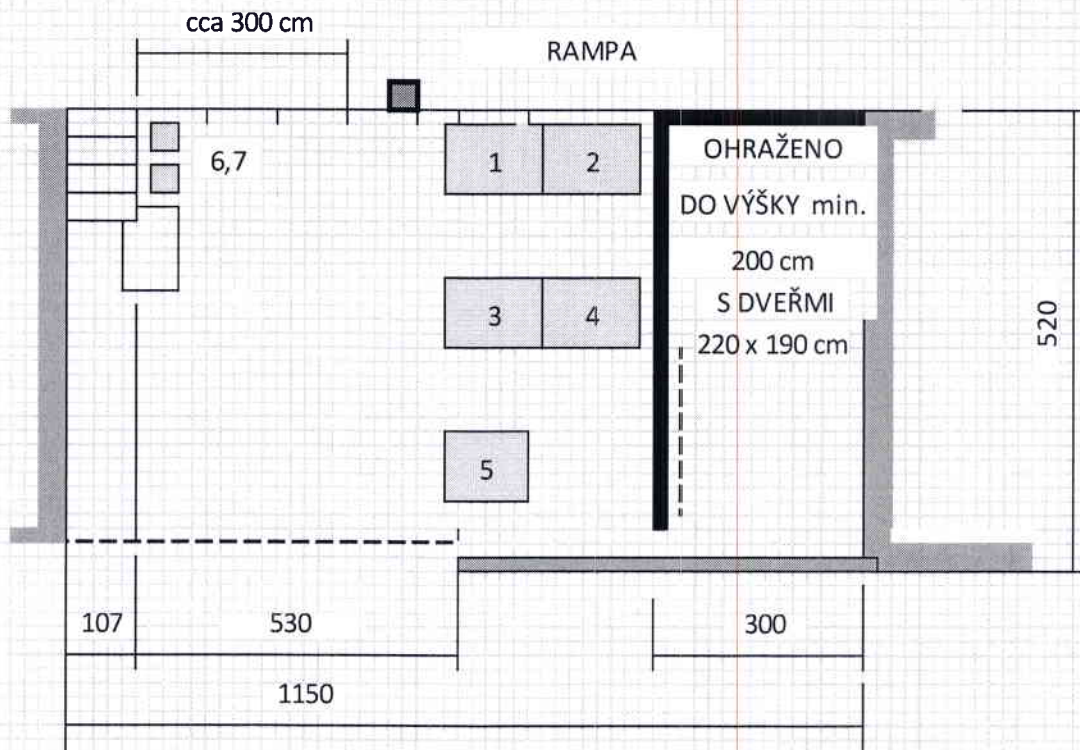 cca 300 cm
RAMPA
6,7
1
2
OHRAŽENO
DO VÝŠKY min.
200 cm
S DVEŘMI
220 x 190 cm
3
4
520
5
107
530
300
1150